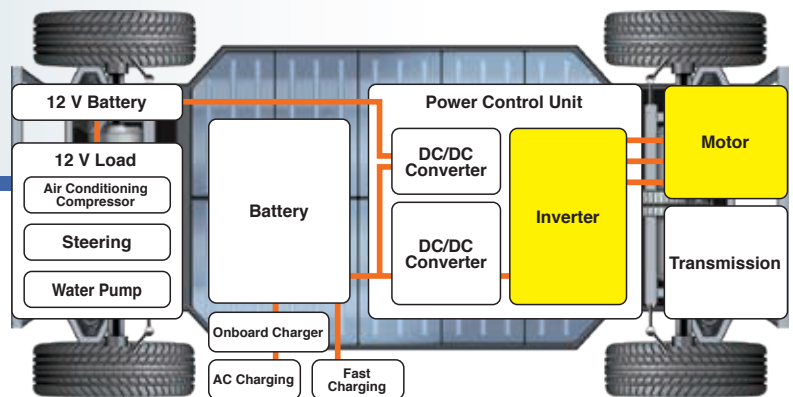 12 V Battery
12 V Load
Air Conditioning
Compressor
Steering
Water Pump
Battery
Onboard Charger
AC Charging
Fast
Charging
Power Control Unit
DC/DC
Converter
DC/DC
Converter
Inverter
Motor
Transmission